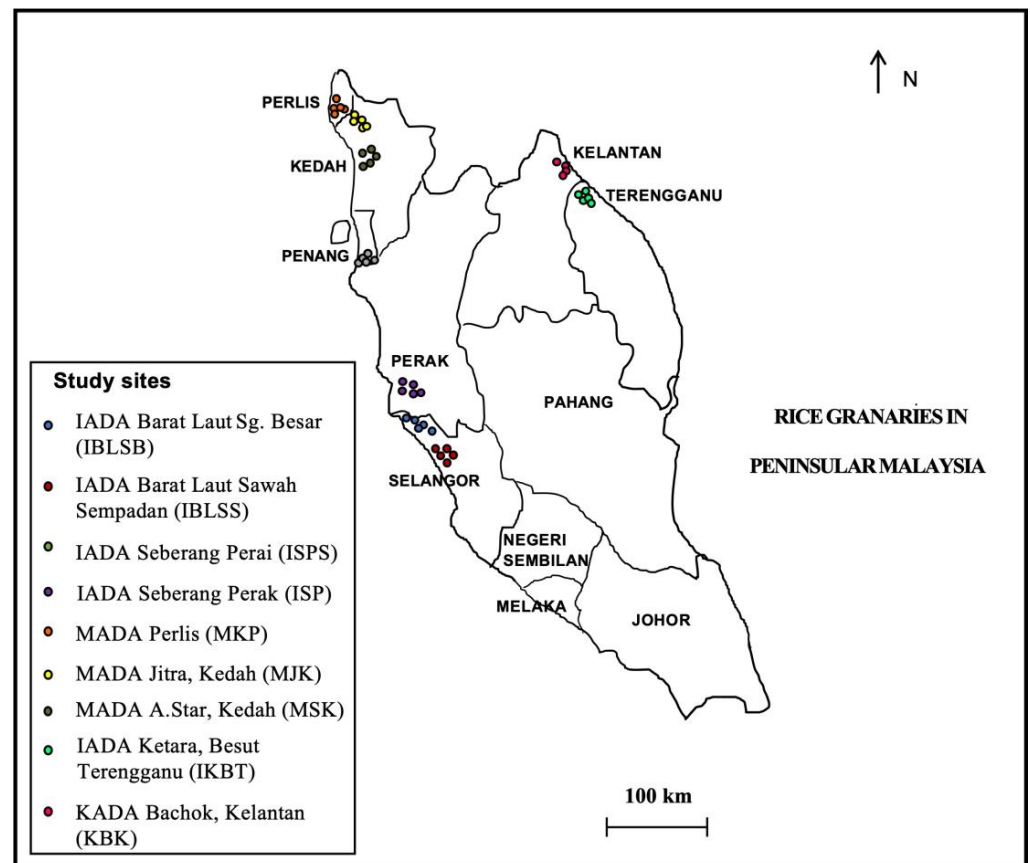 N
PERLIS
KELANTAN
KEDAH
TERENGGANU
PENANG
PERAK
PAHANG
RICE GRANARIES IN
PENINSULAR MALAYSIA
SELANGOR
NEGERI
SEMBILAN
MELAKA
JOHOR
100 km
Study sites
IADA Barat Laut Sg. Besar
(IBLSB)
IADA Barat Laut Sawah
Sempadan (IBLSS)
IADA Seberang Perai (ISPS)
IADA Seberang Perak (ISP)
MADA Perlis (MKP)
MADA Jitra, Kedah (MJK)
MADA A.Star, Kedah (MSK)
IADA Ketara, Besut
Terengganu (IKBT)
KADA Bachok, Kelantan
(KBK)